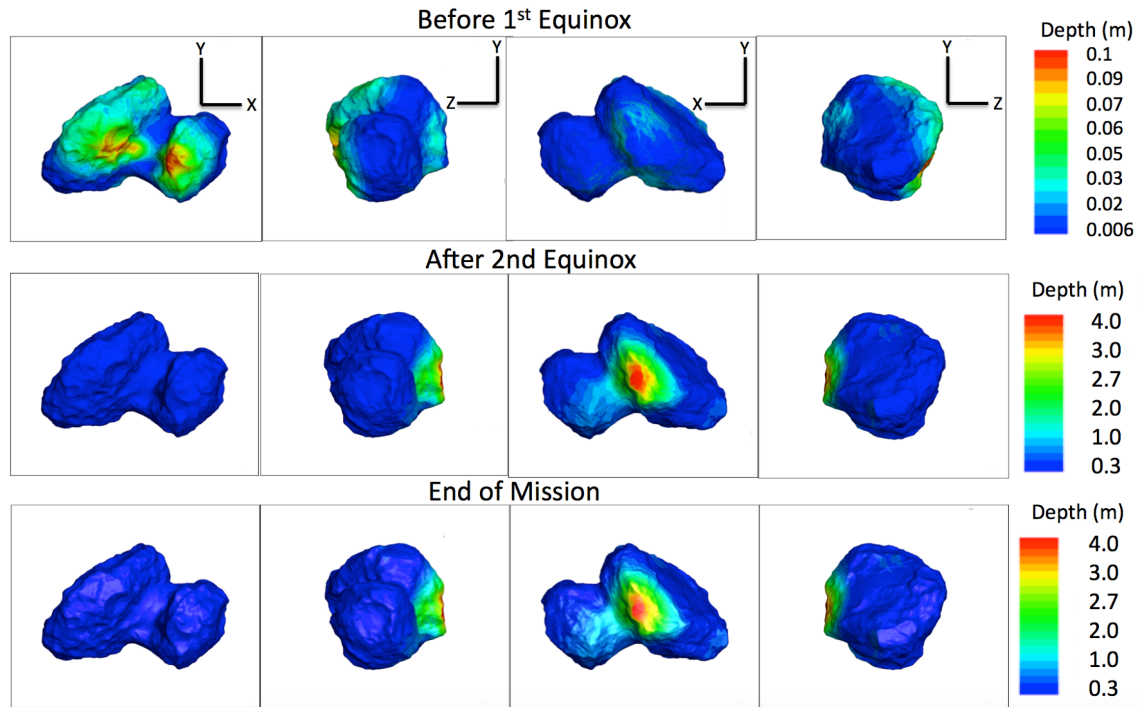 Before 1st Equinox
Y
X
Y
Z
Y
X
Y
Z
Depth (m)
0.1
0.09
0.07
0.06
0.05
0.03
0.02
0.006
After 2nd Equinox
Depth (m)
4.0
3.0
2.7
2.0
1.0
0.3
End of Mission
Depth (m)
4.0
3.0
2.7
2.0
1.0
0.3